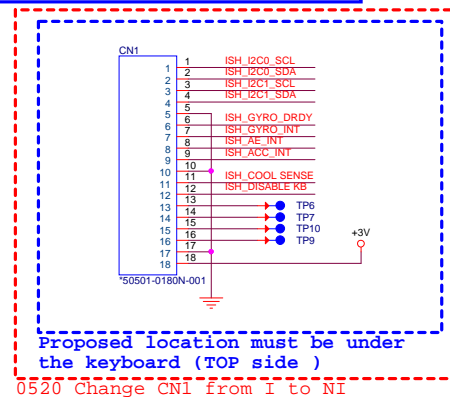 CN1
1 1 ISH_I2C0_SCL
2 2 ISH_I2C0_SDA
3 3 ISH_I2C1_SCL
4 4 ISH_I2C1_SDA
5 5
6 6 ISH_GYRO_DRDY
7 7 ISH_GYRO_INT
8 8 ISH_AE_INT
9 9 ISH_ACC_INT
10 10
11 11 ISH_COOL SENSE
12 12 ISH_DISABLE KB
13 13 TP6
14 14 TP7
15 15 TP10
16 16 TP9
17 17
18 18 +3V
*50501-0180N-001
Proposed location must be under
the keyboard (TOP side )
0520 Change CN1 from I to NI